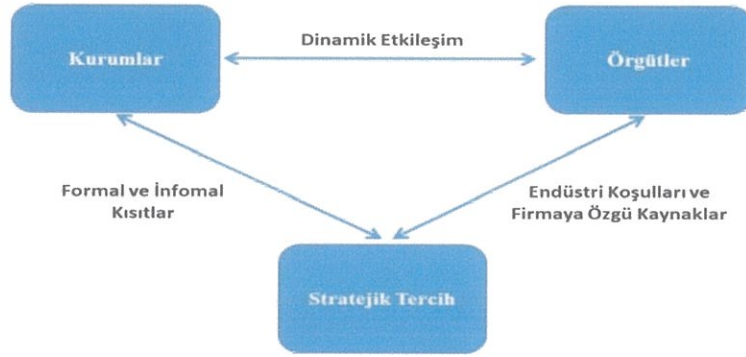 Kurumlar
Dinamik Etkileşim
Örgütler
Formal ve İnfomal
Kısıtlar
Endüstri Koşulları ve
Firmaya Özgü Kaynaklar
Stratejik Tercih